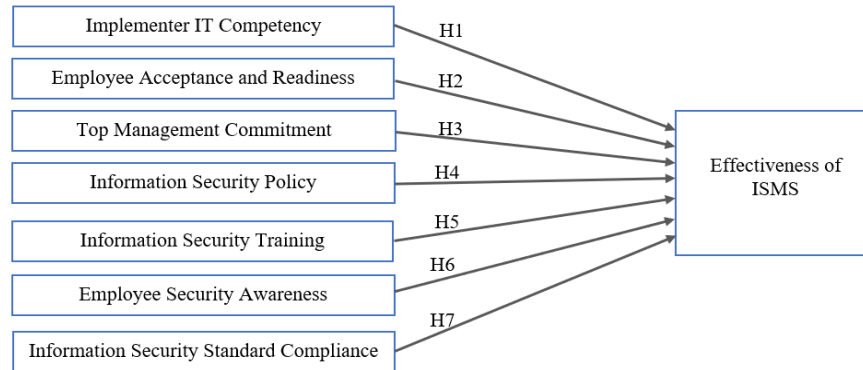 Implementer IT Competency
H1
Employee Acceptance and Readiness
H2
Top Management Commitment
H3
Information Security Policy
H4
Information Security Training
H5
Employee Security Awareness
H6
Information Security Standard Compliance
H7
Effectiveness of
ISMS